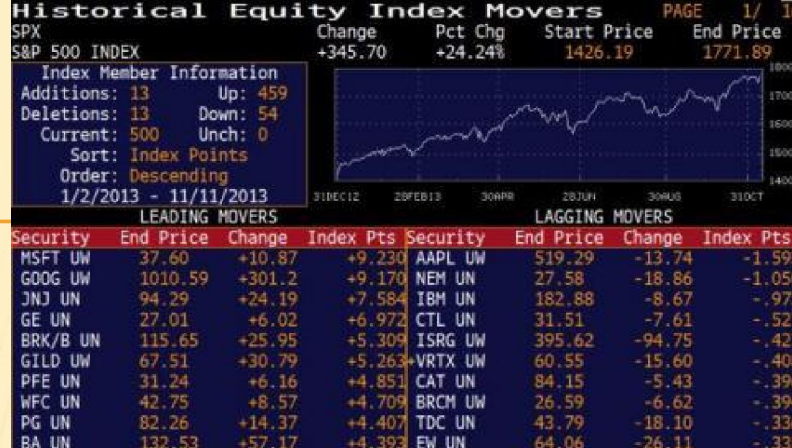 Historical Equity Index Movers PAGE 1/ 1
SPX Change Pct Chg Start Price End Price
S&P 500 INDEX +345.70 +24.24% 1426.19 1771.89
Index Member Information
Additions: 13 Up: 459
Deletions: 13 Down: 54
Current: 500 Unch: 0
Sort: Index Points
Order: Descending
1/2/2013 - 11/11/2013
1800
1700
1600
1500
1400
31DEC12 28FEB13 30APR 28JUN 30AUG 31OCT
LEADING MOVERS LAGGING MOVERS
Security End Price Change Index Pts Security End Price Change Index Pts
MSFT UW 37.60 +10.87 +9.230 AAPL UW 519.29 -13.74 -1.59
GOOG UW 1010.59 +301.2 +9.170 NEM UN 27.58 -18.86 -1.05
JNJ UN 94.29 +24.19 +7.584 IBM UN 182.88 -8.67 -.97
GE UN 27.01 +6.02 +6.972 CTL UN 31.51 -7.61 -.52
BRK/B UN 115.65 +25.95 +5.309 ISRG UW 395.62 -94.75 -.42
GILD UW 67.51 +30.79 +5.263 +VRTX UW 60.55 -15.60 -.40
PFE UN 31.24 +6.16 +4.851 CAT UN 84.15 -5.43 -.39
WFC UN 42.75 +8.57 +4.709 BRCM UW 26.59 -6.62 -.39
PG UN 82.26 +14.37 +4.407 TDC UN 43.79 -18.10 -.33
BA UN 132.53 +57.17 +4.393 EW UN 64.06 -.33